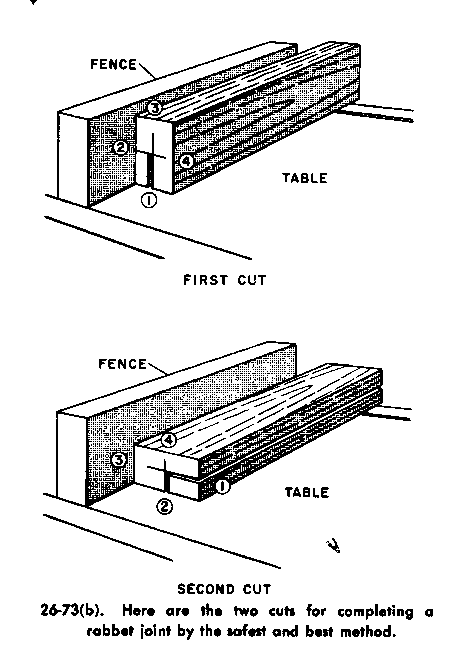 FENCE
③
②
④
TABLE
①
FIRST CUT
FENCE
④
③
①
TABLE
②
SECOND CUT
26-73(b). Here are the two cuts for completing a
rabbet joint by the safest and best method.